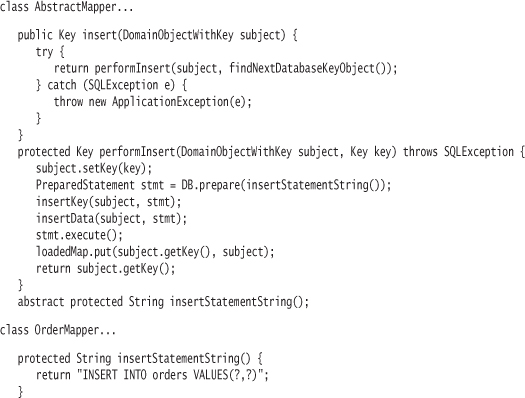 class AbstractMapper...
public Key insert(DomainObjectWithKey subject) {
try {
return performInsert(subject, findNextDatabaseKeyObject());
} catch (SQLException e) {
throw new ApplicationException(e);
}
}
protected Key performInsert(DomainObjectWithKey subject, Key key) throws SQLException {
subject.setKey(key);
PreparedStatement stmt = DB.prepare(insertStatementString());
insertKey(subject, stmt);
insertData(subject, stmt);
stmt.execute();
loadedMap.put(subject.getKey(), subject);
return subject.getKey();
}
abstract protected String insertStatementString();
class OrderMapper...
protected String insertStatementString() {
return "INSERT INTO orders VALUES(?,?)";
}